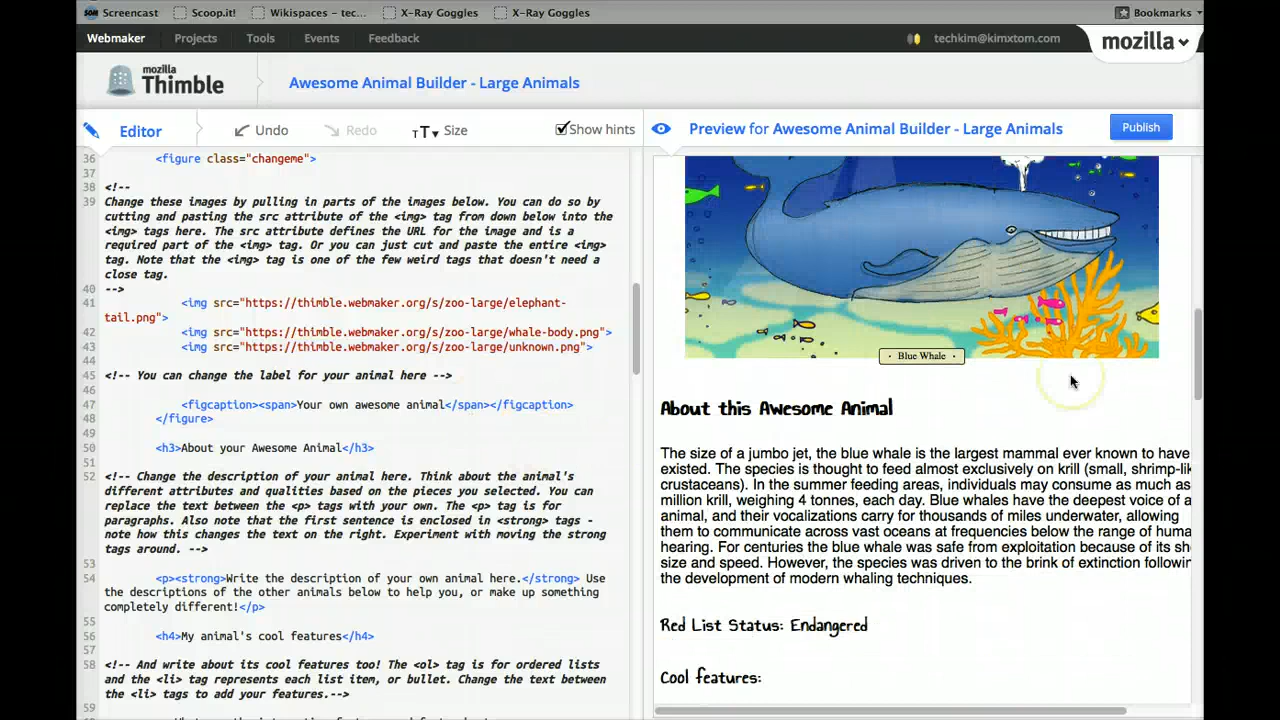 Screencast Scoop.it! Wikispaces – tec... X-Ray Goggles X-Ray Goggles Bookmarks
Webmaker Projects Tools Events Feedback techkim@kimxtom.com mozilla
mozilla
Thimble
Awesome Animal Builder - Large Animals
Editor Undo Redo TTT Size Show hints
Preview for Awesome Animal Builder - Large Animals Publish
36 <figure class="changeme">
37
38 <!--
39 Change these images by pulling in parts of the images below. You can do so by
cutting and pasting the src attribute of the <img> tag from down below into the
<img> tags here. The src attribute defines the URL for the image and is a
required part of the <img> tag. Or you can just cut and paste the entire <img>
tag. Note that the <img> tag is one of the few weird tags that doesn't need a
close tag.
40 -->
41 <img src="https://thimble.webmaker.org/s/zoo-large/elephant-
tail.png">
42 <img src="https://thimble.webmaker.org/s/zoo-large/whale-body.png">
43 <img src="https://thimble.webmaker.org/s/zoo-large/unknown.png">
44
45 <!-- You can change the label for your animal here -->
46
47 <figcaption><span>Your own awesome animal</span></figcaption>
48 </figure>
49
50 <h3>About your Awesome Animal</h3>
51
52 <!-- Change the description of your animal here. Think about the animal's
different attributes and qualities based on the pieces you selected. You can
replace the text between the <p> tags with your own. The <p> tag is for
paragraphs. Also note that the first sentence is enclosed in <strong> tags -
note how this changes the text on the right. Experiment with moving the strong
tags around. -->
53
54 <p><strong>Write the description of your own animal here.</strong> Use
the descriptions of the other animals below to help you, or make up something
completely different!</p>
55
56 <h4>My animal's cool features</h4>
57
58 <!-- And write about its cool features too! The <ol> tag is for ordered lists
and the <li> tag represents each list item, or bullet. Change the text between
the <li> tags to add your features.-->
59
• Blue Whale •
About this Awesome Animal
The size of a jumbo jet, the blue whale is the largest mammal ever known to have
existed. The species is thought to feed almost exclusively on krill (small, shrimp-lik
crustaceans). In the summer feeding areas, individuals may consume as much as
million krill, weighing 4 tonnes, each day. Blue whales have the deepest voice of a
animal, and their vocalizations carry for thousands of miles underwater, allowing
them to communicate across vast oceans at frequencies below the range of huma
hearing. For centuries the blue whale was safe from exploitation because of its sh
size and speed. However, the species was driven to the brink of extinction followin
the development of modern whaling techniques.
Red List Status: Endangered
Cool features: